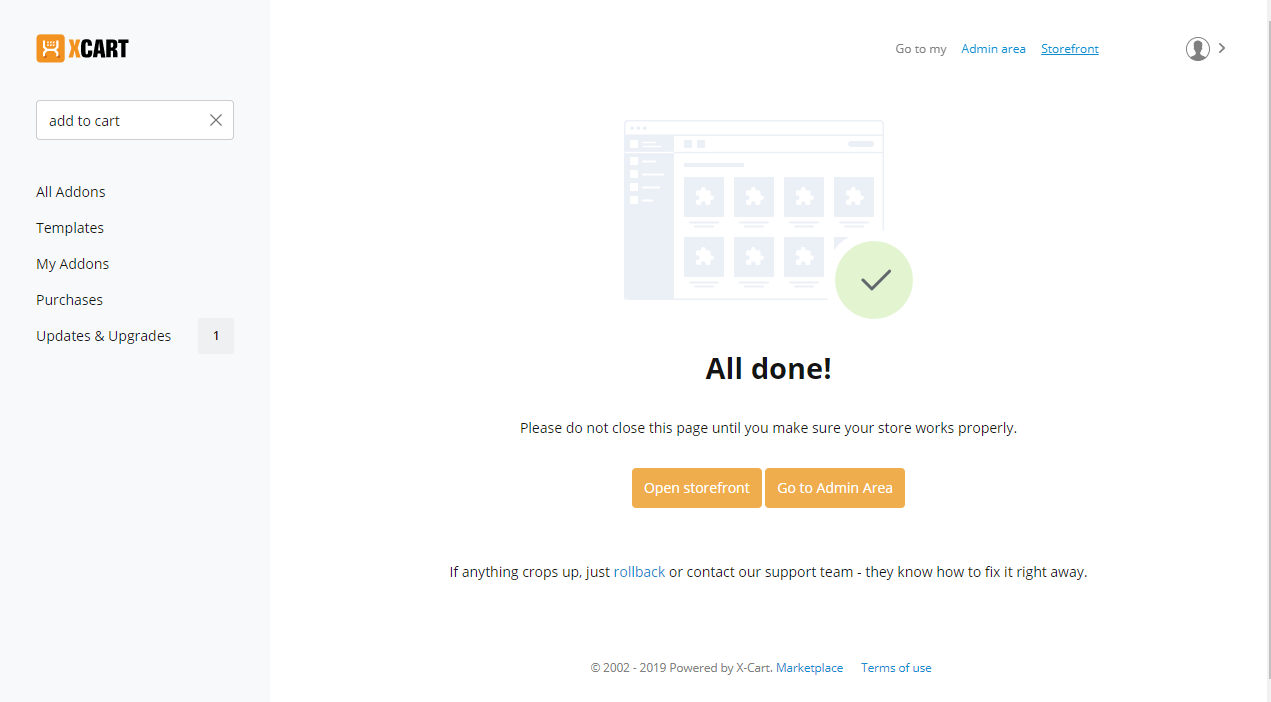 XCART
Go to my Admin area Storefront
add to cart
All Addons
Templates
My Addons
Purchases
Updates & Upgrades 1
All done!
Please do not close this page until you make sure your store works properly.
Open storefront Go to Admin Area
If anything crops up, just rollback or contact our support team - they know how to fix it right away.
© 2002 - 2019 Powered by X-Cart. Marketplace Terms of use